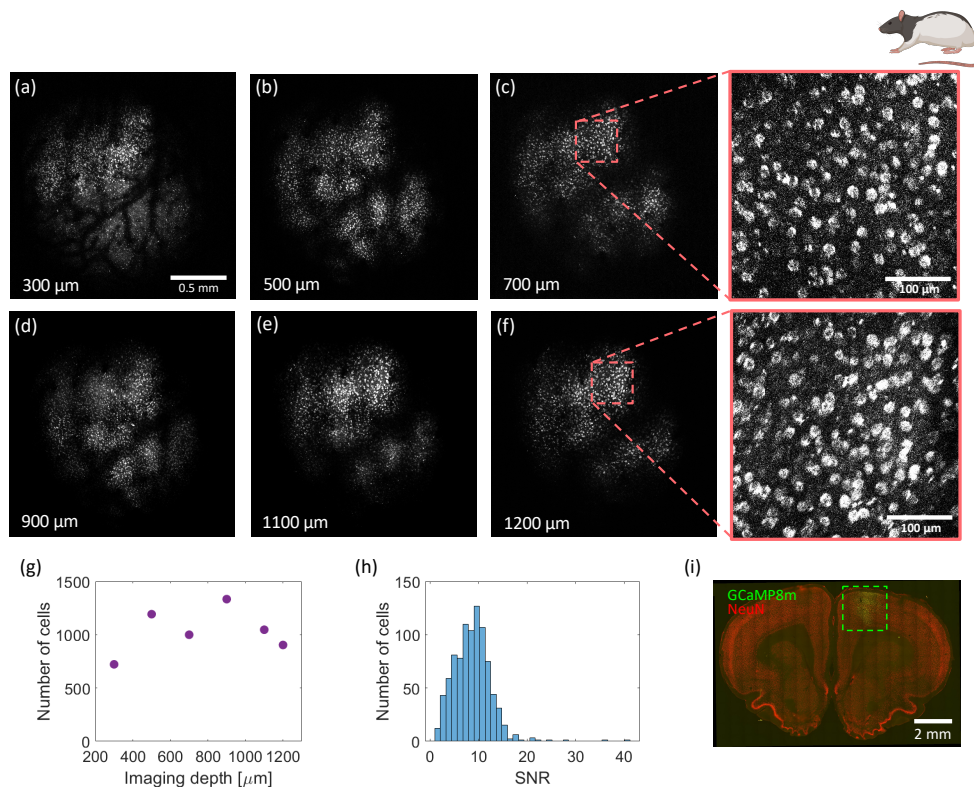 (a)
300 μm
0.5 mm
(b)
500 μm
(c)
700 μm
100 μm
(d)
900 μm
(e)
1100 μm
(f)
1200 μm
100 μm
(g)
1500
1000
500
0
200 400 600 800 1000 1200
Number of cells
Imaging depth [μm]
(h)
150
100
50
0
0 10 20 30 40
Number of cells
SNR
(i)
GCaMP8m
NeuN
2 mm